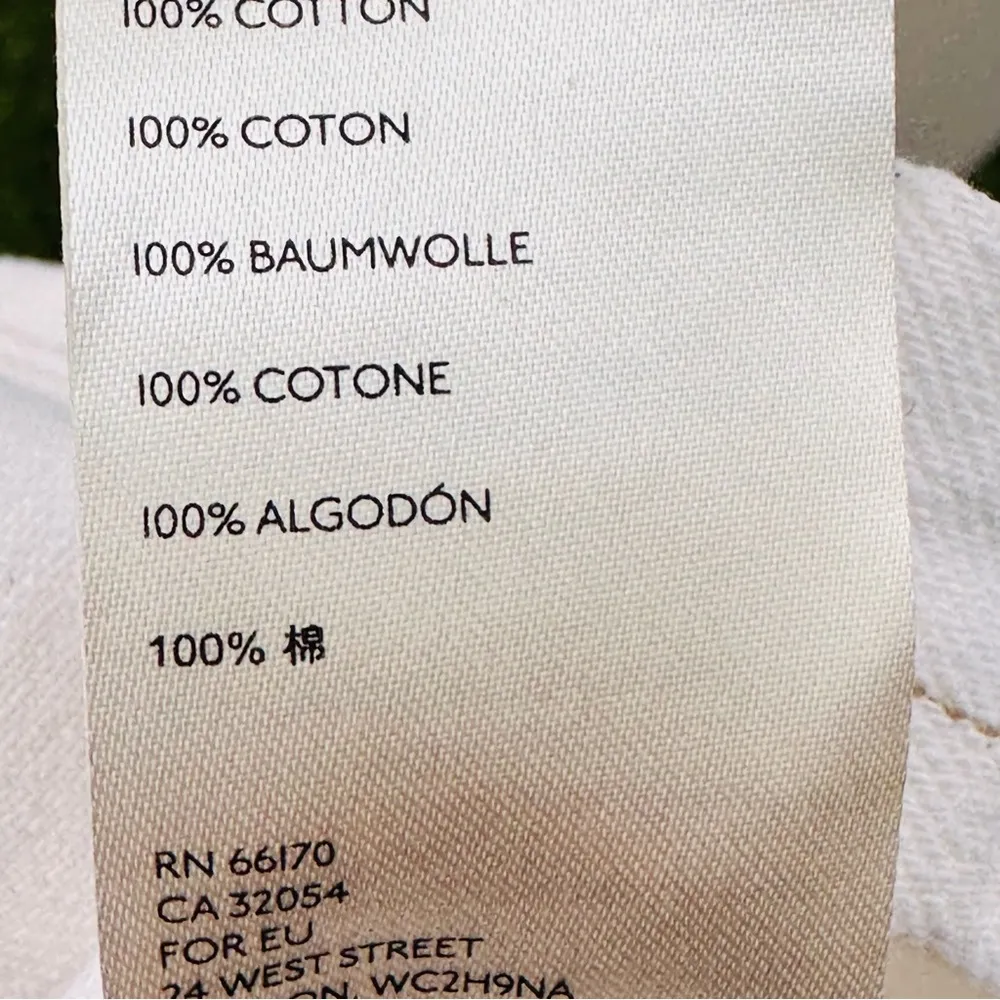 100% COTTON
100% COTON
100% BAUMWOLLE
100% COTONE
100% ALGODÓN
100% 棉
RN 66170
CA 32054
FOR EU
24 WEST STREET
WC2H9NA